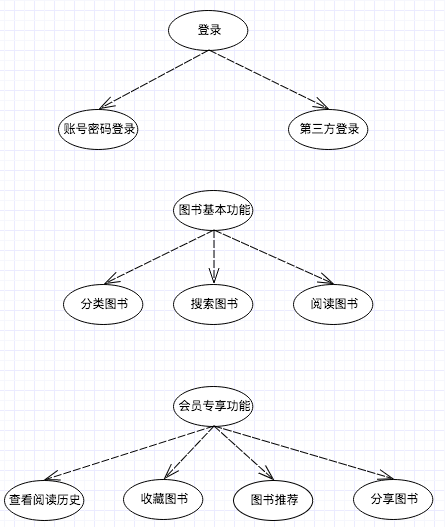 登录
账号密码登录
第三方登录
图书基本功能
分类图书
搜索图书
阅读图书
会员专享功能
查看阅读历史
收藏图书
图书推荐
分享图书